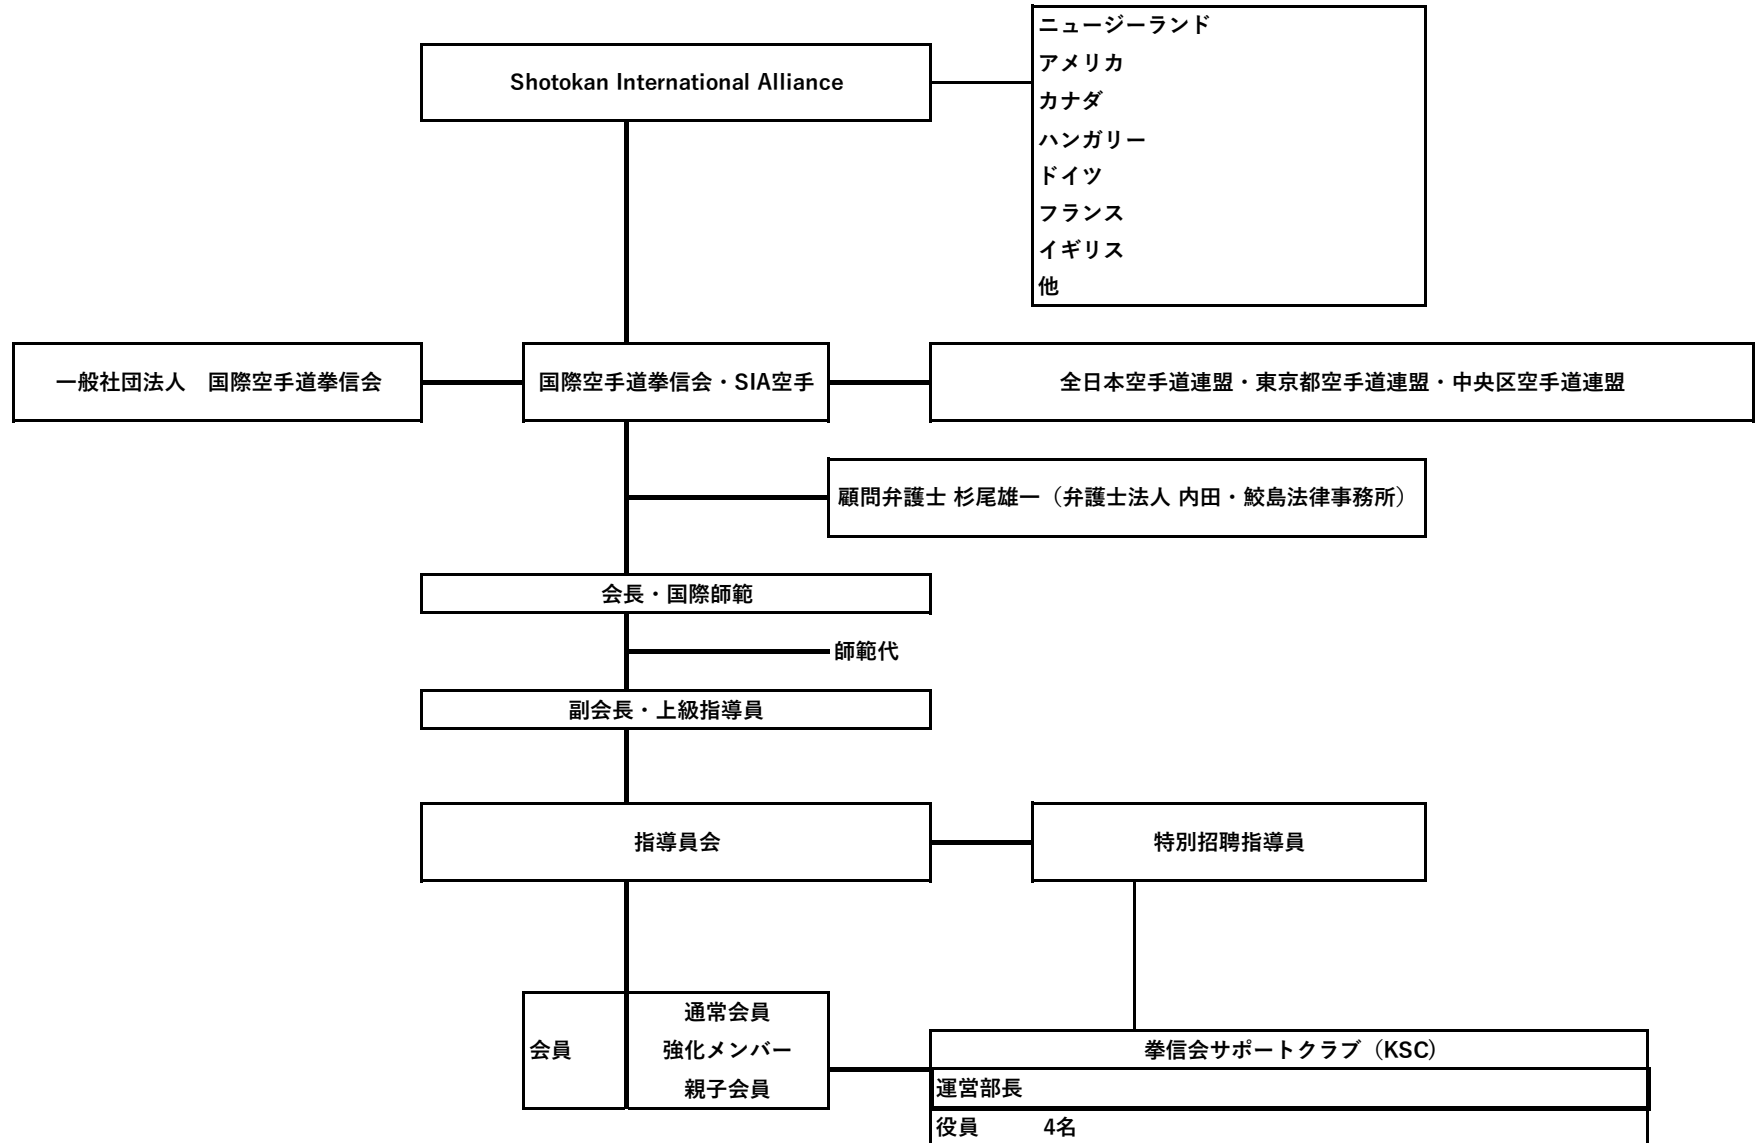 ニュージーランド
Shotokan International Alliance
アメリカ
カナダ
ハンガリー
ドイツ
フランス
イギリス
他
一般社団法人　国際空手道拳信会
国際空手道拳信会・SIA空手
全日本空手道連盟・東京都空手道連盟・中央区空手道連盟
顧問弁護士 杉尾雄一（弁護士法人 内田・鮫島法律事務所）
会長・国際師範
師範代
副会長・上級指導員
指導員会
特別招聘指導員
会員
通常会員
強化メンバー
親子会員
拳信会サポートクラブ（KSC）
運営部長
役員　　　4名